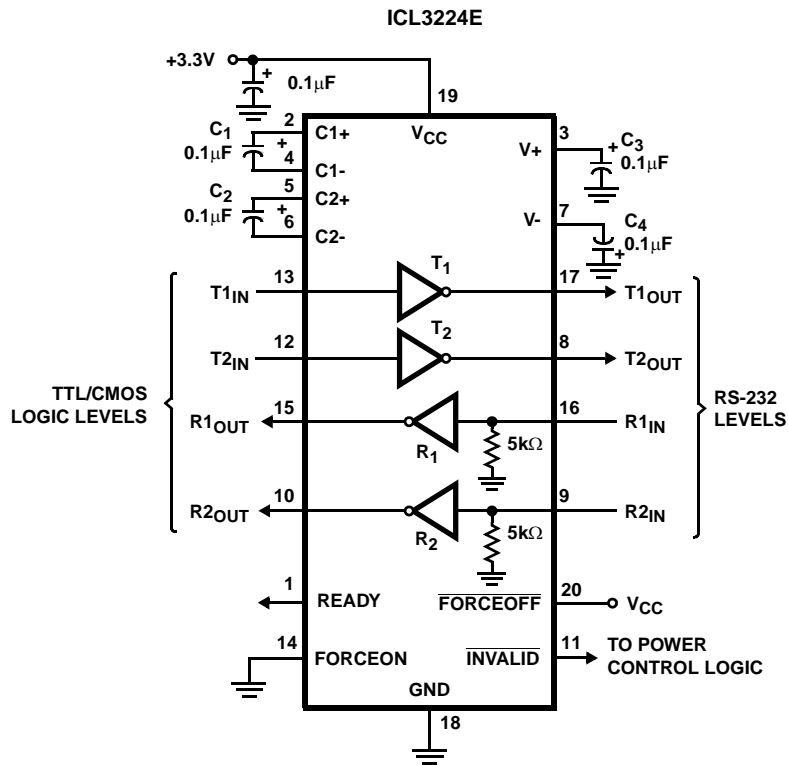 ICL3224E
+3.3V
+
0.1μF
19
VCC
2
C1+
C1
0.1μF
+
4
C1-
5
C2+
C2
0.1μF
+
6
C2-
3
V+
+
C3
0.1μF
7
V-
C4
0.1μF
+
T1IN
13
T1
17
T1OUT
T2IN
12
T2
8
T2OUT
TTL/CMOS
LOGIC LEVELS
RS-232
LEVELS
R1OUT
15
R1
5kΩ
16
R1IN
R2OUT
10
R2
5kΩ
9
R2IN
1
READY
FORCEOFF
20
VCC
14
FORCEON
INVALID
11
TO POWER
CONTROL LOGIC
GND
18